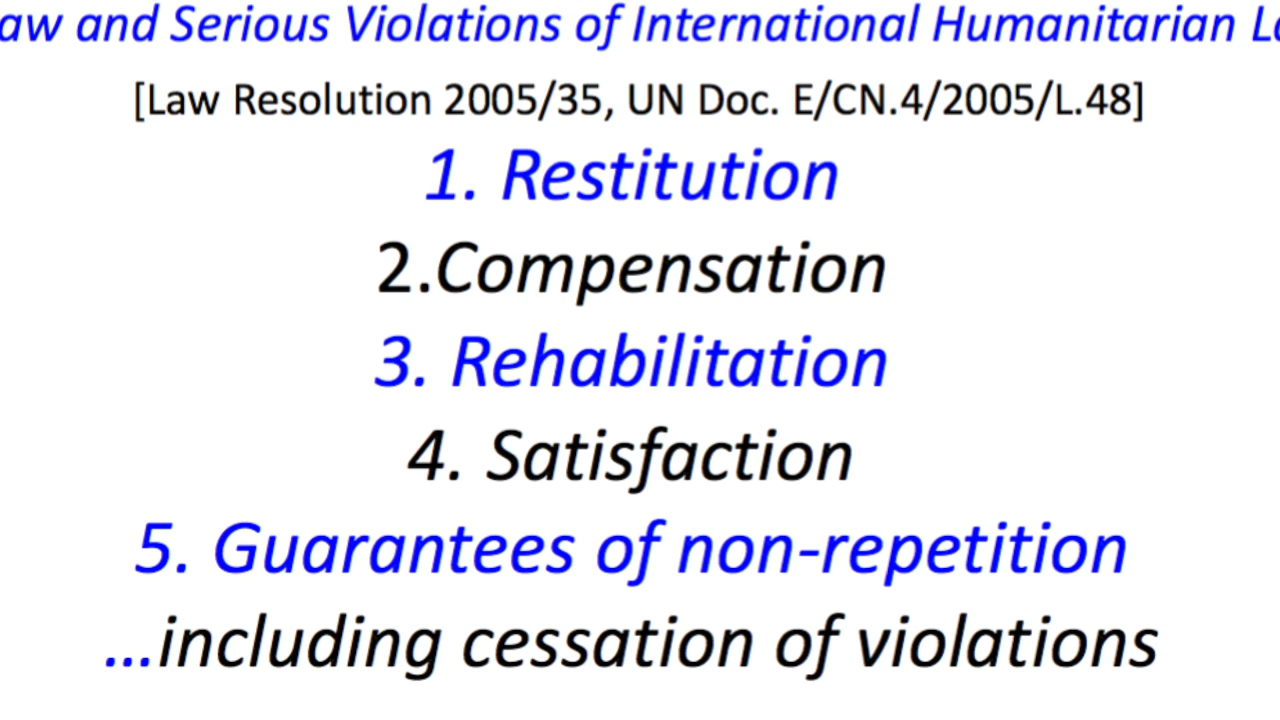 aw and Serious Violations of International Humanitarian La
[Law Resolution 2005/35, UN Doc. E/CN.4/2005/L.48]
1. Restitution
2.Compensation
3. Rehabilitation
4. Satisfaction
5. Guarantees of non-repetition
...including cessation of violations